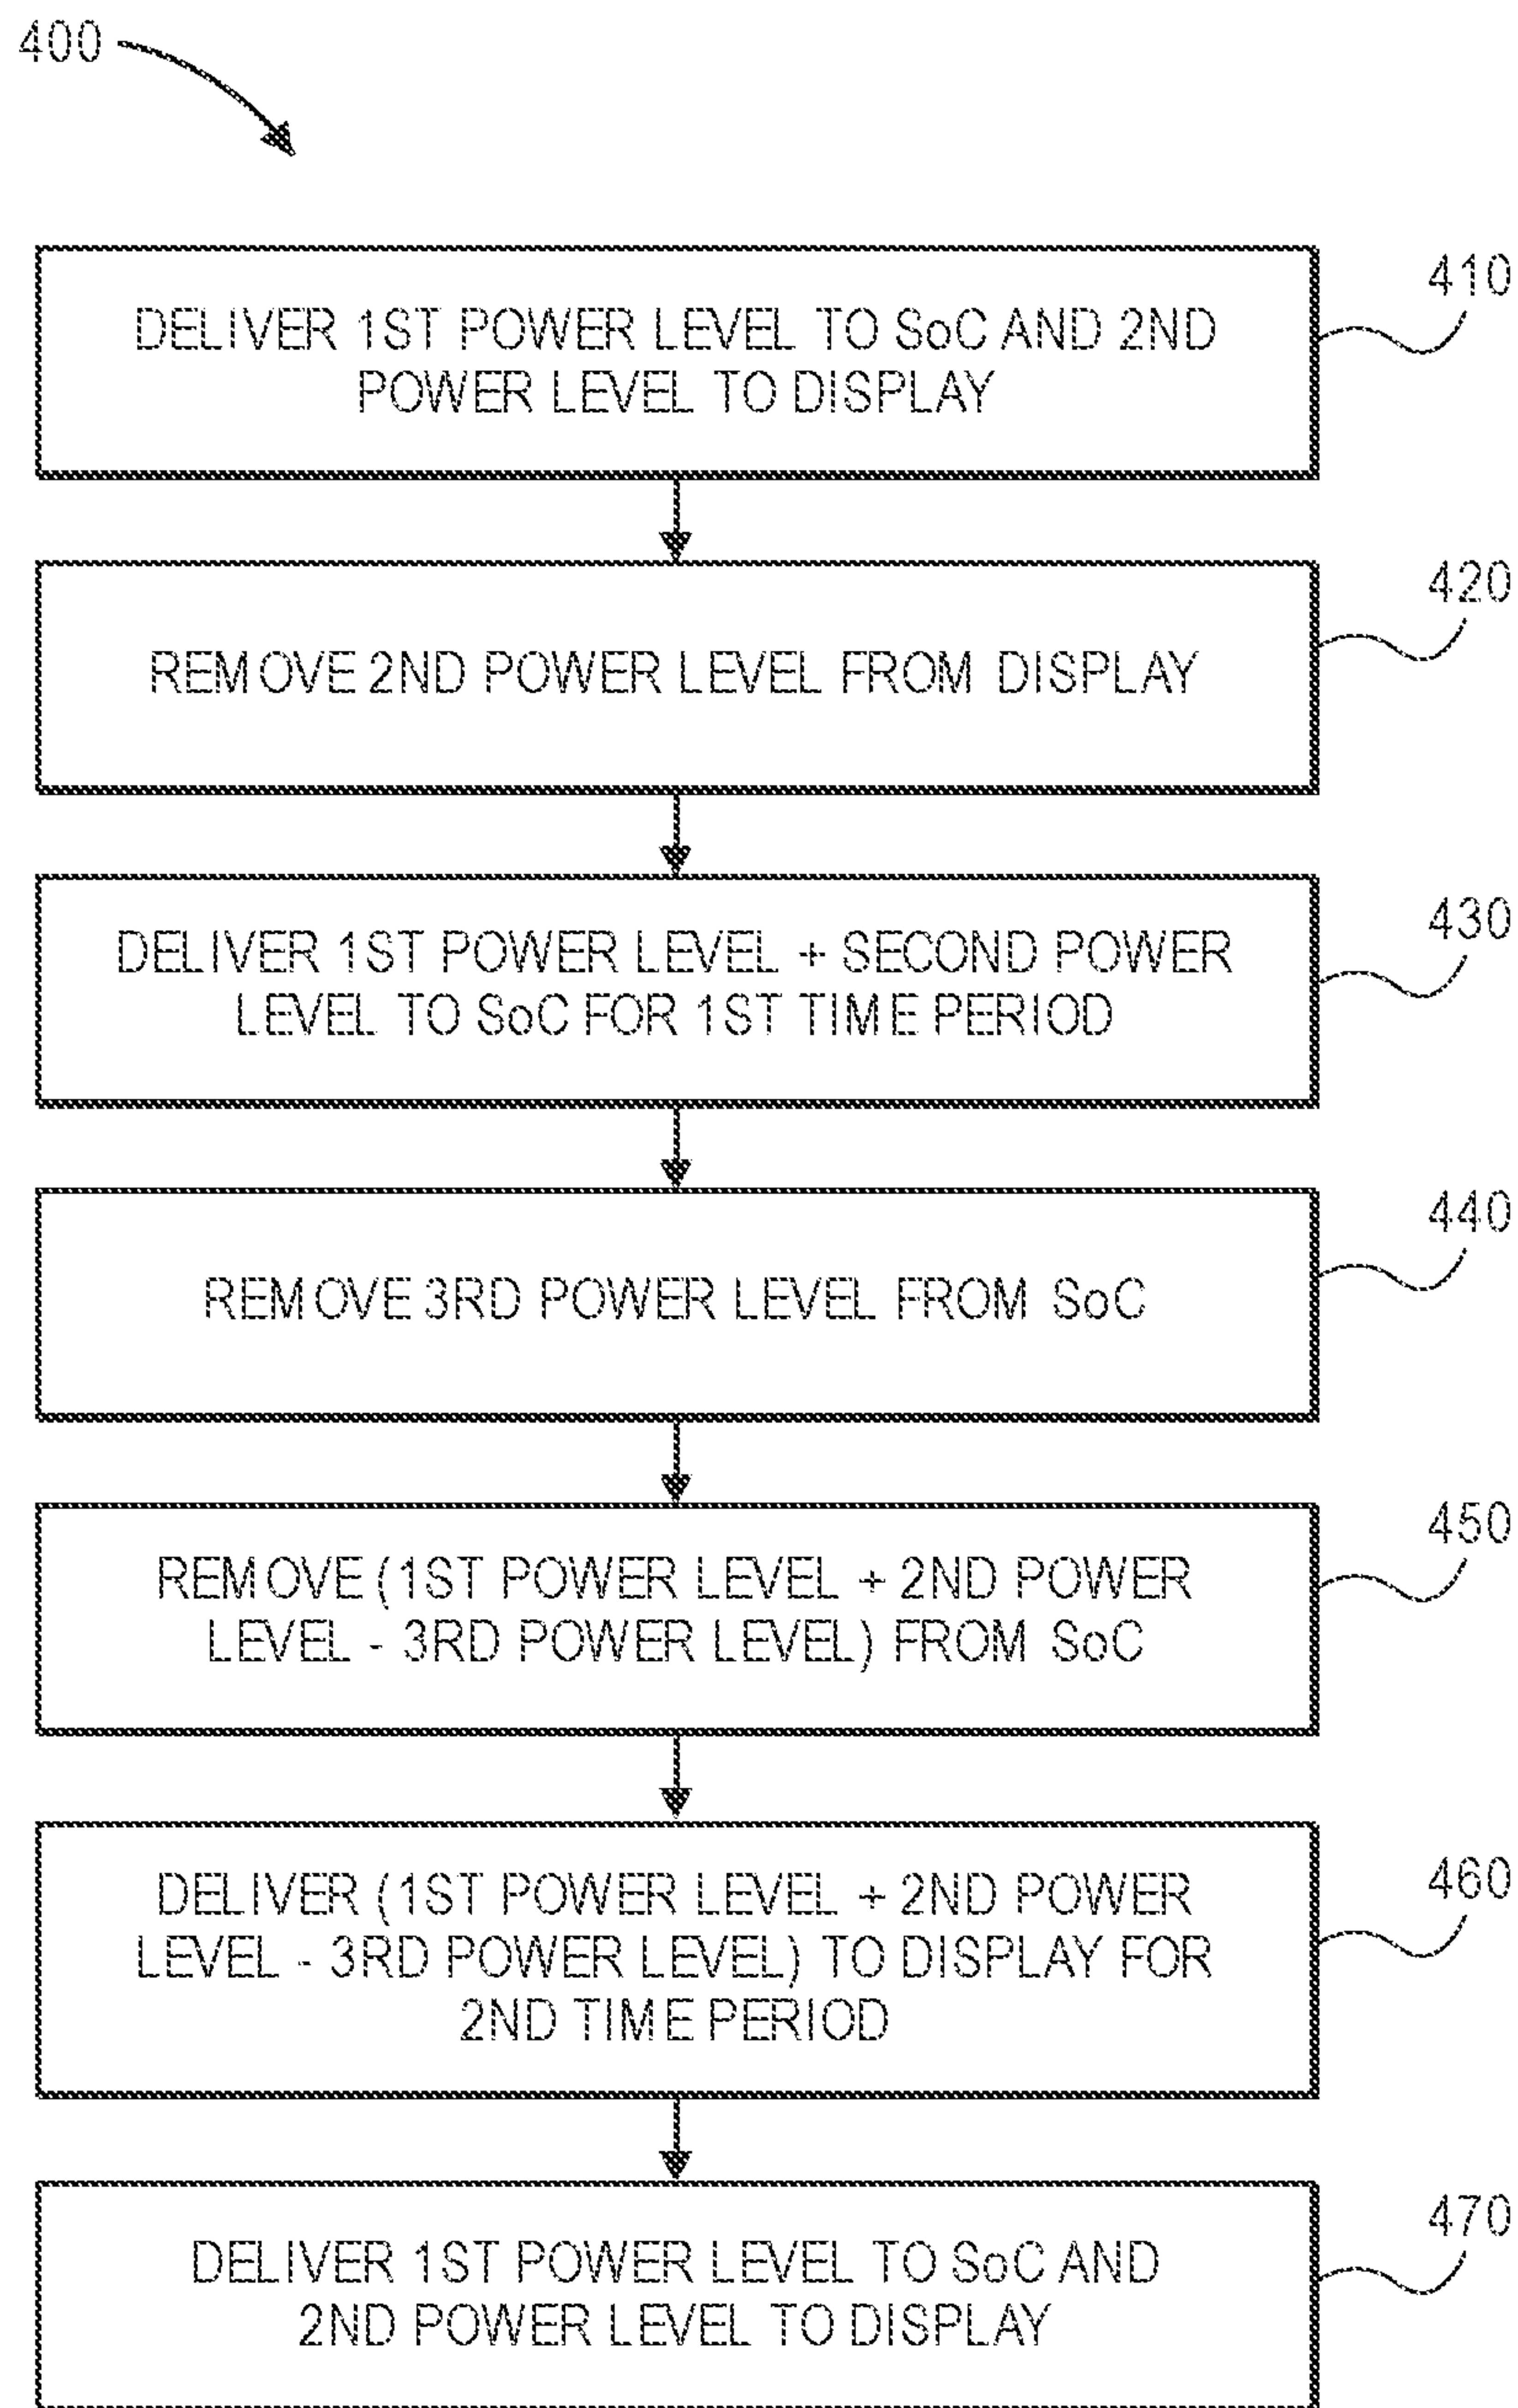 400
410
DELIVER 1ST POWER LEVEL TO SoC AND 2ND
POWER LEVEL TO DISPLAY
420
REMOVE 2ND POWER LEVEL FROM DISPLAY
430
DELIVER 1ST POWER LEVEL + SECOND POWER
LEVEL TO SoC FOR 1ST TIME PERIOD
440
REMOVE 3RD POWER LEVEL FROM SoC
450
REMOVE (1ST POWER LEVEL + 2ND POWER
LEVEL - 3RD POWER LEVEL) FROM SoC
460
DELIVER (1ST POWER LEVEL + 2ND POWER
LEVEL - 3RD POWER LEVEL) TO DISPLAY FOR
2ND TIME PERIOD
470
DELIVER 1ST POWER LEVEL TO SoC AND
2ND POWER LEVEL TO DISPLAY